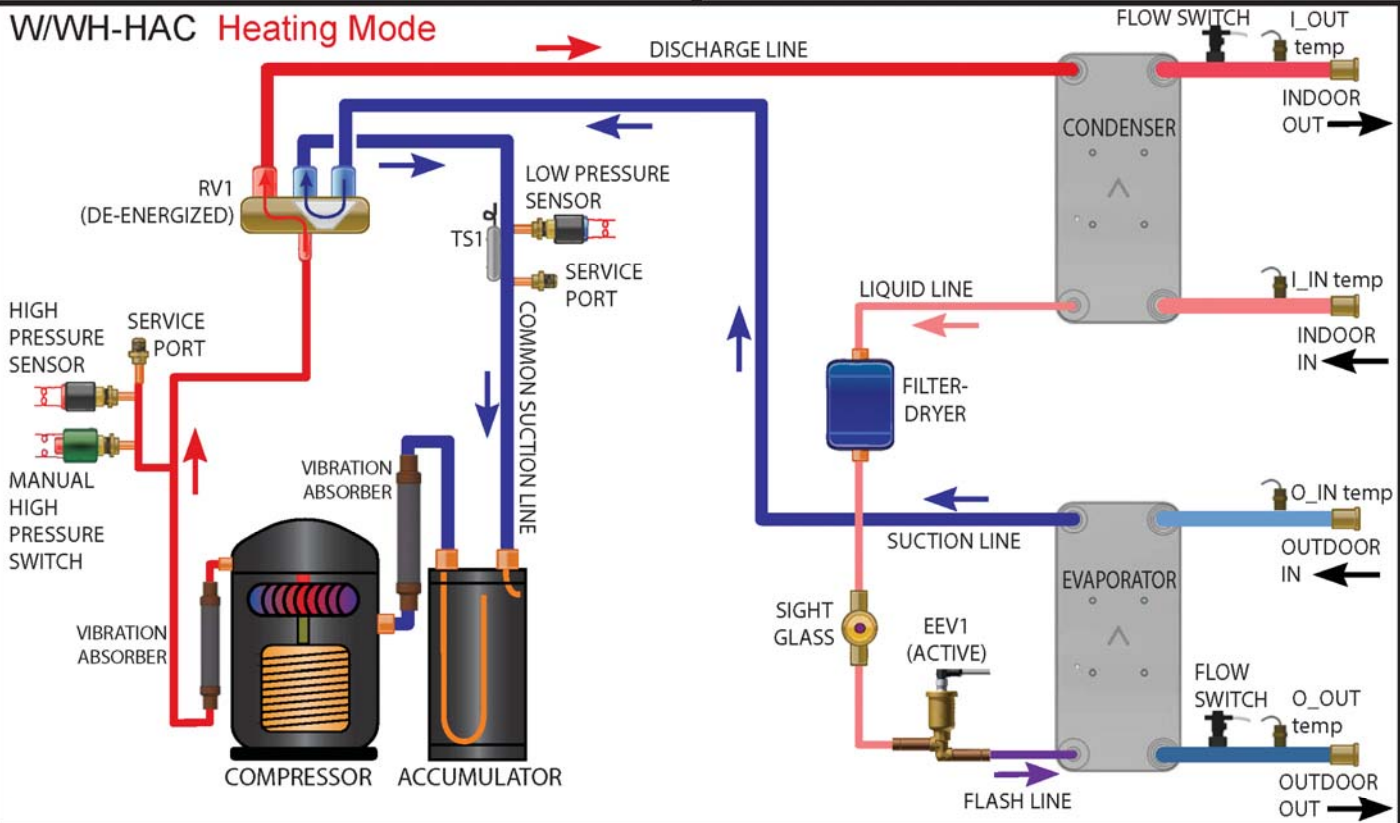 W/WH-HAC Heating Mode
FLOW SWITCH
I_OUT
temp
DISCHARGE LINE
INDOOR
OUT
CONDENSER
RV1
(DE-ENERGIZED)
LOW PRESSURE
SENSOR
TS1
SERVICE
PORT
LIQUID LINE
I_IN temp
INDOOR
IN
HIGH
PRESSURE
SENSOR
SERVICE
PORT
COMMON SUCTION LINE
FILTER-
DRYER
MANUAL
HIGH
PRESSURE
SWITCH
VIBRATION
ABSORBER
SUCTION LINE
O_IN temp
OUTDOOR
IN
EVAPORATOR
VIBRATION
ABSORBER
SIGHT
GLASS
EEV1
(ACTIVE)
FLOW
SWITCH
O_OUT
temp
COMPRESSOR
ACCUMULATOR
FLASH LINE
OUTDOOR
OUT